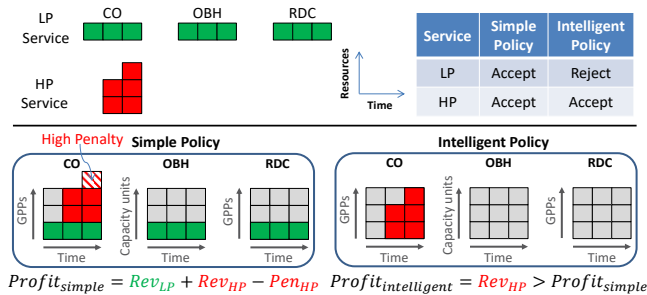 LP Service
CO
OBH
RDC
HP Service
Resources
Time
Service
Simple Policy
Intelligent Policy
LP
Accept
Reject
HP
Accept
Accept
High Penalty
Simple Policy
CO
OBH
RDC
GPPs
Capacity units
GPPs
Time
Time
Time
Intelligent Policy
CO
OBH
RDC
GPPs
Capacity units
GPPs
Time
Time
Time
Profit_simple = Rev_LP + Rev_HP − Pen_HP
Profit_intelligent = Rev_HP > Profit_simple